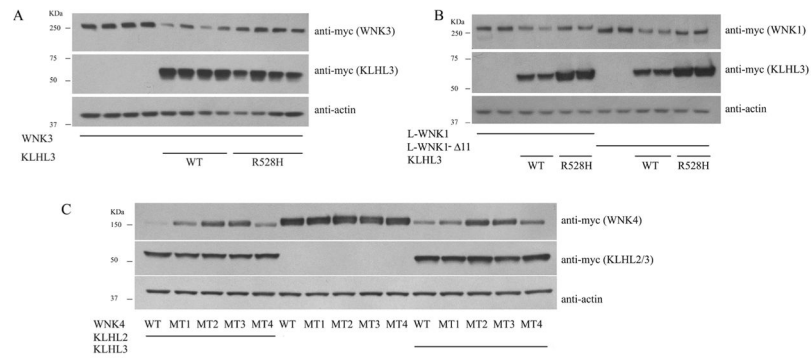 A
KDa
250
anti-myc (WNK3)
75
50
anti-myc (KLHL3)
37
anti-actin
WNK3
KLHL3
WT
R528H
B
KDa
250
anti-myc (WNK1)
75
50
anti-myc (KLHL3)
37
anti-actin
L-WNK1
L-WNK1- Δ11
KLHL3
WT
R528H
WT
R528H
C
KDa
150
anti-myc (WNK4)
50
anti-myc (KLHL2/3)
37
anti-actin
WNK4 WT MT1 MT2 MT3 MT4 WT MT1 MT2 MT3 MT4 WT MT1 MT2 MT3 MT4
KLHL2
KLHL3